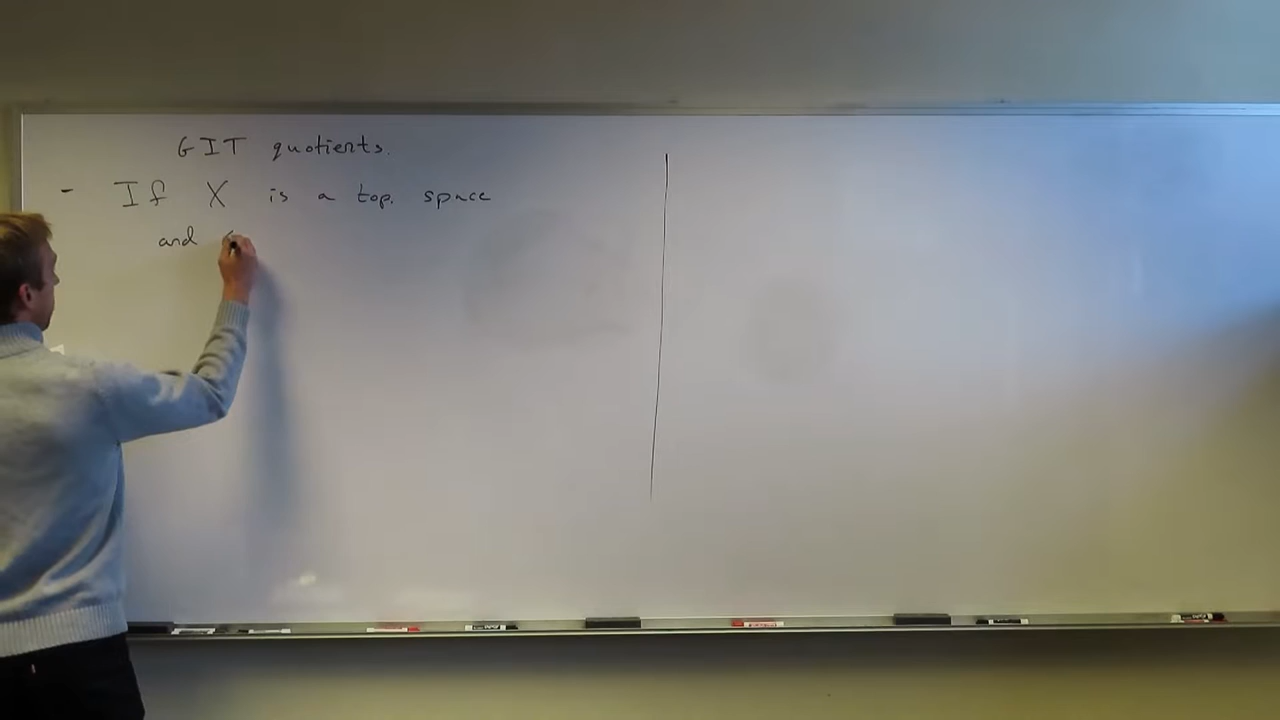 GIT quotients.
- If X is a top. space
and